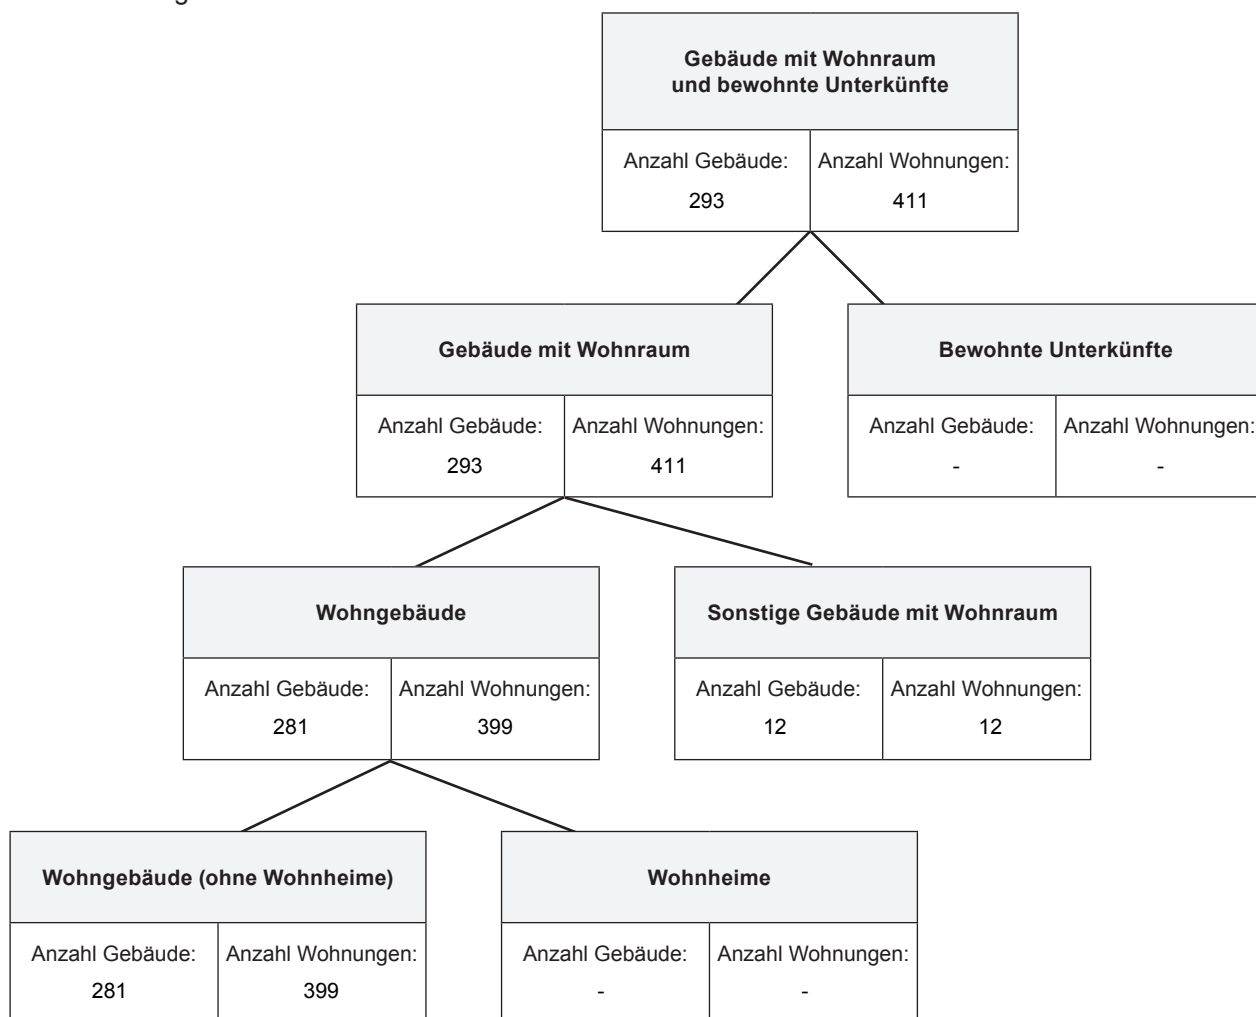 Gebäude mit Wohnraum
und bewohnte Unterkünfte
Anzahl Gebäude: Anzahl Wohnungen:
293 411
Gebäude mit Wohnraum
Anzahl Gebäude: Anzahl Wohnungen:
293 411
Bewohnte Unterkünfte
Anzahl Gebäude: Anzahl Wohnungen:
- -
Wohngebäude
Anzahl Gebäude: Anzahl Wohnungen:
281 399
Sonstige Gebäude mit Wohnraum
Anzahl Gebäude: Anzahl Wohnungen:
12 12
Wohngebäude (ohne Wohnheime)
Anzahl Gebäude: Anzahl Wohnungen:
281 399
Wohnheime
Anzahl Gebäude: Anzahl Wohnungen:
- -